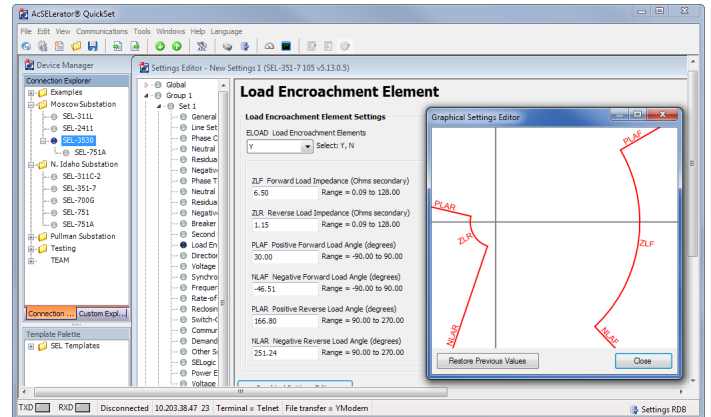 AcSELerator® QuickSet
File Edit View Communications Tools Windows Help Language
Device Manager
Connection Explorer
Examples
MoscowSubstation
SEL-311L
SEL-2411
SEL-3530
SEL-751A
N. Idaho Substation
SEL-311C-2
SEL-351-7
SEL-700G
SEL-751
SEL-751A
Pullman Substation
Testing
TEAM
Connection ... Custom Expl...
Template Palette
SEL Templates
Settings Editor - New Settings 1 (SEL-351-7 105 v5.13.0.5)
Global
Group 1
Set 1
General
Line Set
Phase C
Neutral
Residua
Negativ
Phase T
Neutral
Residua
Negativ
Breaker
Second
Load En
Direction
Voltage
Synchro
Frequen
Rate-of
Reclosin
Switch-O
Commun
Demand
Other Se
SELogic
Power E
Voltage
Load Encroachment Element
Load Encroachment Element Settings
ELOAD Load Encroachment Elements
Y Select: Y, N
ZLF Forward Load Impedance (Ohms secondary)
6.50 Range = 0.09 to 128.00
ZLR Reverse Load Impedance (Ohms secondary)
1.15 Range = 0.09 to 128.00
PLAF Positive Forward Load Angle (degrees)
30.00 Range = -90.00 to 90.00
NLAF Negative Forward Load Angle (degrees)
-46.51 Range = -90.00 to 90.00
PLAR Positive Reverse Load Angle (degrees)
166.80 Range = 90.00 to 270.00
NLAR Negative Reverse Load Angle (degrees)
251.24 Range = 90.00 to 270.00
Graphical Settings Editor
PLAF
PLAR
ZLR
ZLF
NLAR
NLAF
Restore Previous Values Close
TXD RXD Disconnected 10.203.38.47 23 Terminal = Telnet File transfer = YModem Settings RDB